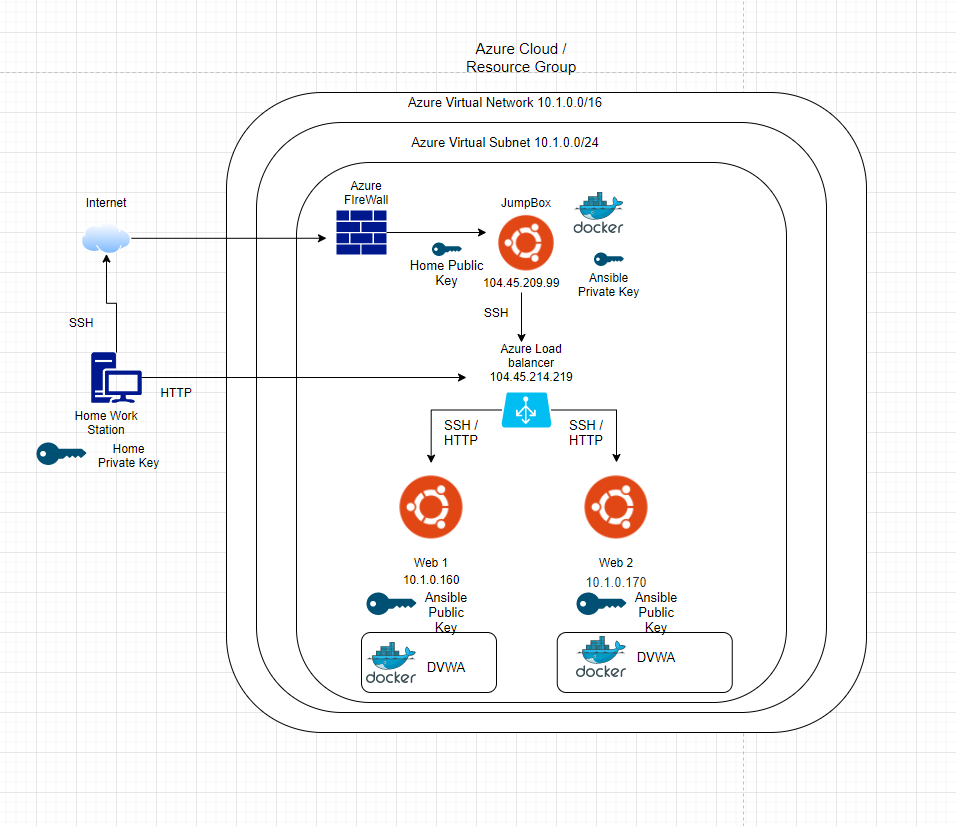 Azure Cloud /
Resource Group
Azure Virtual Network 10.1.0.0/16
Azure Virtual Subnet 10.1.0.0/24
Internet
Azure
FIreWall
JumpBox
docker
Home Public
Key
104.45.209.99
Ansible
Private Key
SSH
SSH
Azure Load
balancer
104.45.214.219
HTTP
Home Work
Station
Home
Private Key
SSH /
HTTP
SSH /
HTTP
Web 1
10.1.0.160
Ansible
Public
Key
Web 2
10.1.0.170
Ansible
Public
Key
docker
DVWA
docker
DVWA